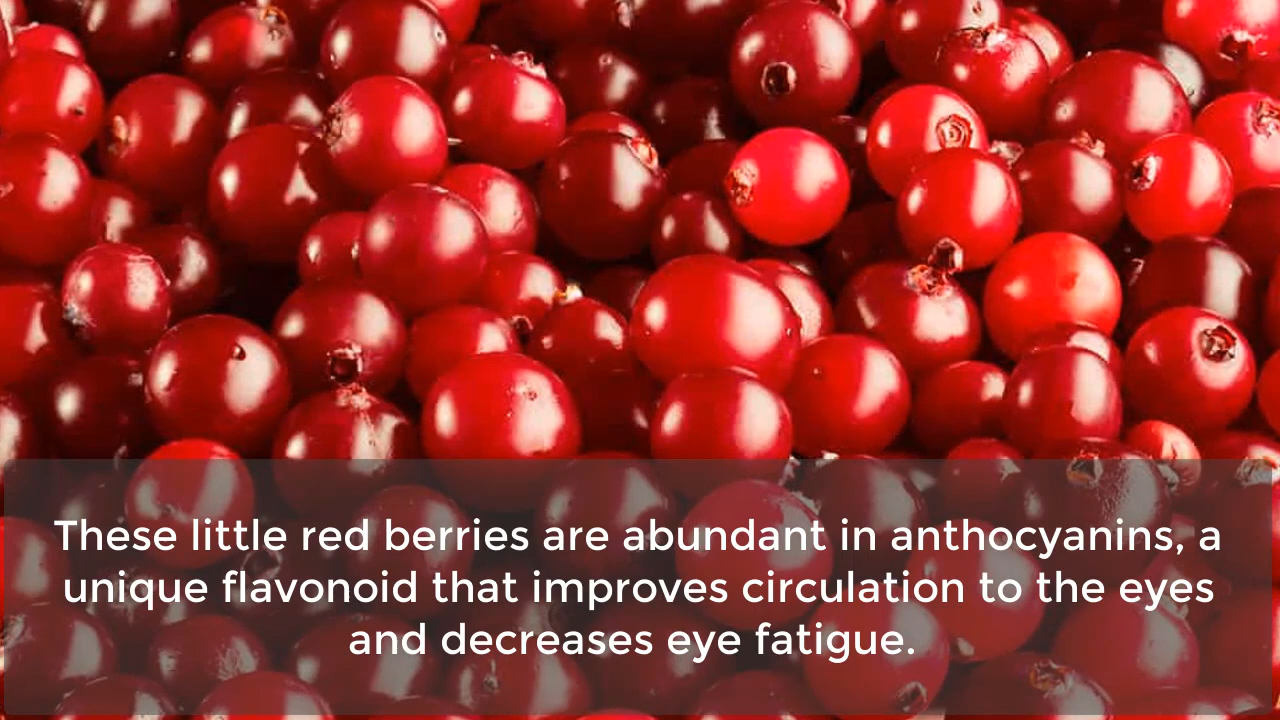 These little red berries are abundant in anthocyanins, a
unique flavonoid that improves circulation to the eyes
and decreases eye fatigue.